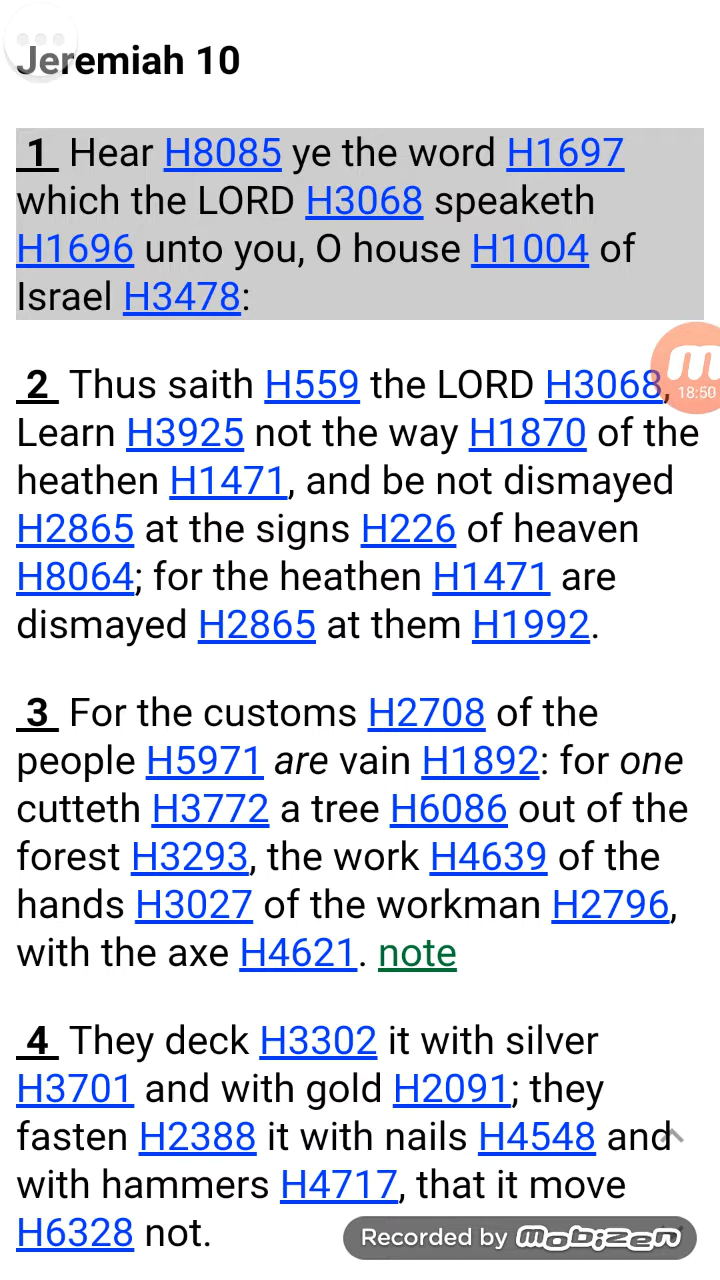 Jeremiah 10
1 Hear H8085 ye the word H1697
which the LORD H3068 speaketh
H1696 unto you, O house H1004 of
Israel H3478:
2 Thus saith H559 the LORD H3068,
18:50
Learn H3925 not the way H1870 of the
heathen H1471, and be not dismayed
H2865 at the signs H226 of heaven
H8064; for the heathen H1471 are
dismayed H2865 at them H1992.
3 For the customs H2708 of the
people H5971 are vain H1892: for one
cutteth H3772 a tree H6086 out of the
forest H3293, the work H4639 of the
hands H3027 of the workman H2796,
with the axe H4621. note
4 They deck H3302 it with silver
H3701 and with gold H2091; they
fasten H2388 it with nails H4548 and
with hammers H4717, that it move
H6328 not.
Recorded by mobizen